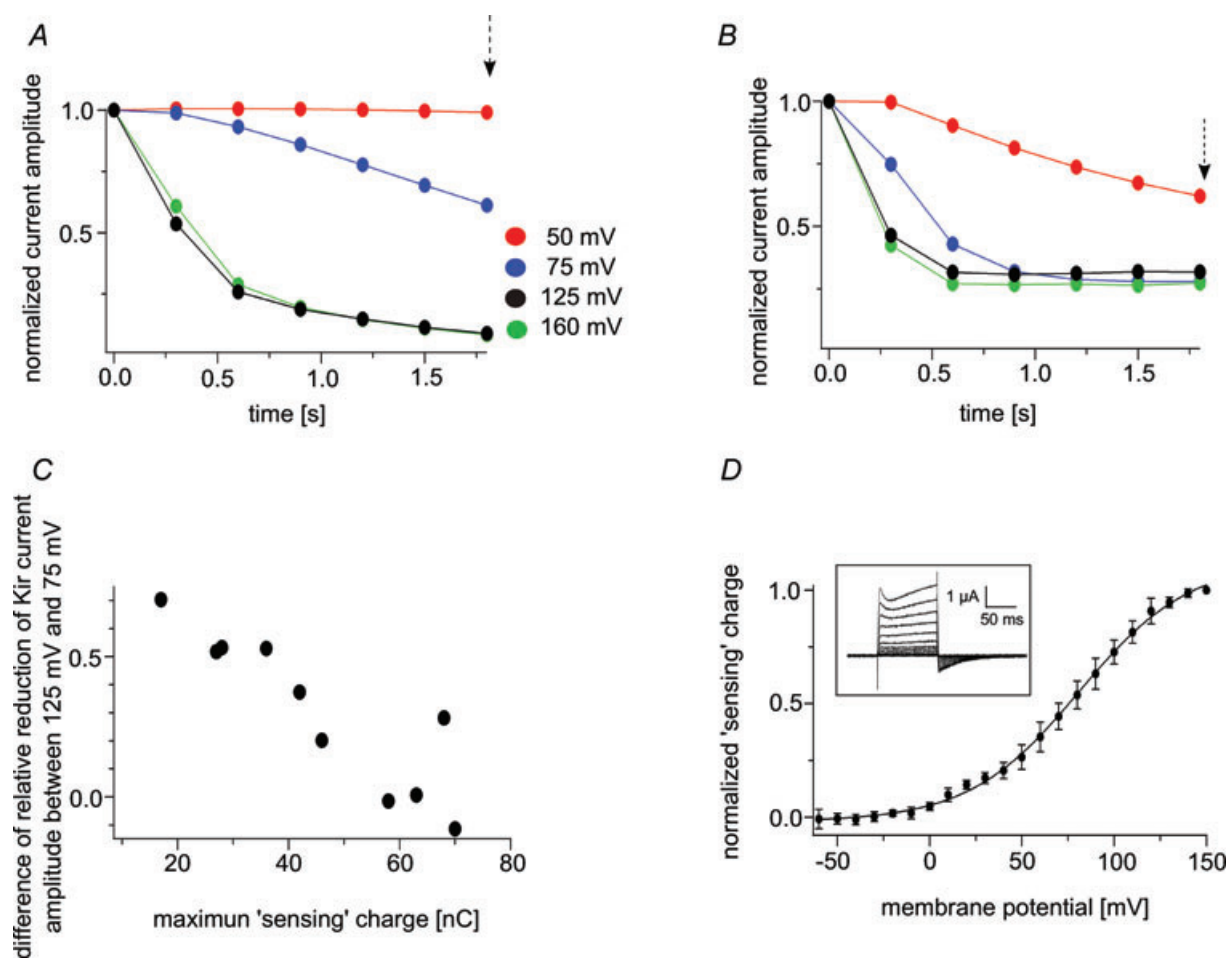 A
normalized current amplitude
1.0
0.5
0.0 0.5 1.0 1.5
time [s]
50 mV
75 mV
125 mV
160 mV
B
normalized current amplitude
1.0
0.5
0.0 0.5 1.0 1.5
time [s]
C
difference of relative reduction of Kir current
amplitude between 125 mV and 75 mV
0.5
0.0
20 40 60 80
maximun 'sensing' charge [nC]
D
normalized 'sensing' charge
1.0
0.5
0.0
1 µA
50 ms
-50 0 50 100 150
membrane potential [mV]